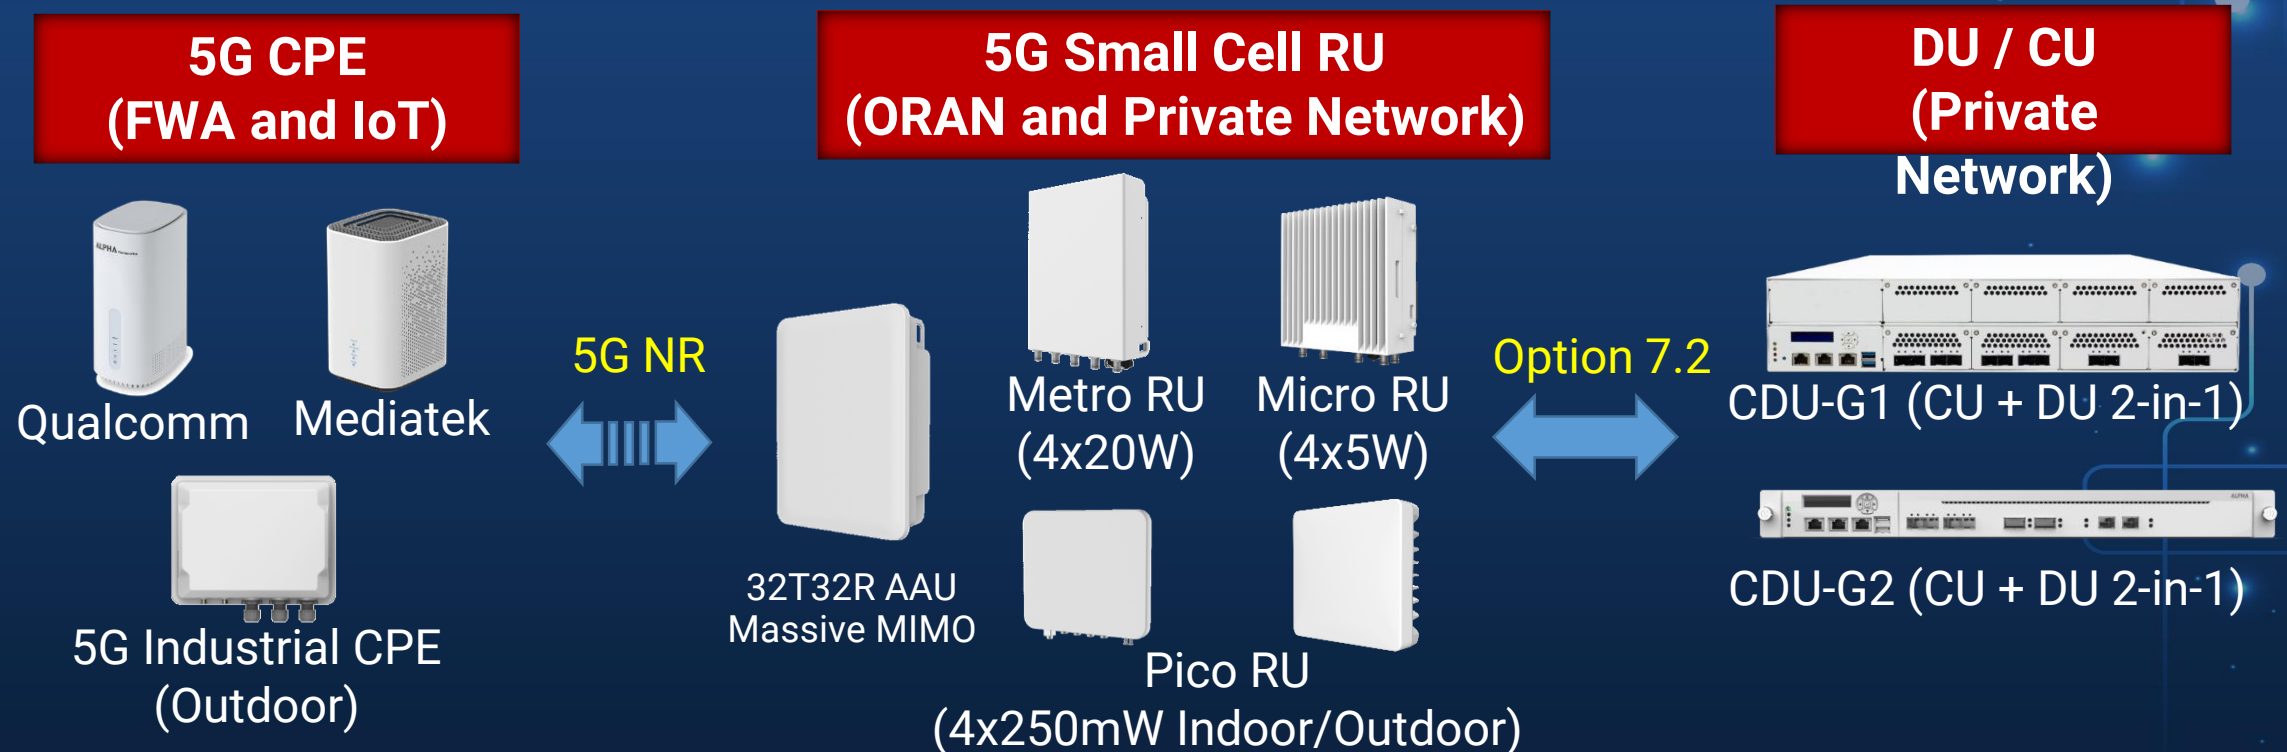 5G CPE
(FWA and IoT)
5G Small Cell RU
(ORAN and Private Network)
DU / CU
(Private
Network)
ALPHA Networks
Qualcomm
Mediatek
5G Industrial CPE
(Outdoor)
5G NR
32T32R AAU
Massive MIMO
Metro RU
(4x20W)
Micro RU
(4x5W)
Pico RU
(4x250mW Indoor/Outdoor)
Option 7.2
CDU-G1 (CU + DU 2-in-1)
ALPHA
CDU-G2 (CU + DU 2-in-1)